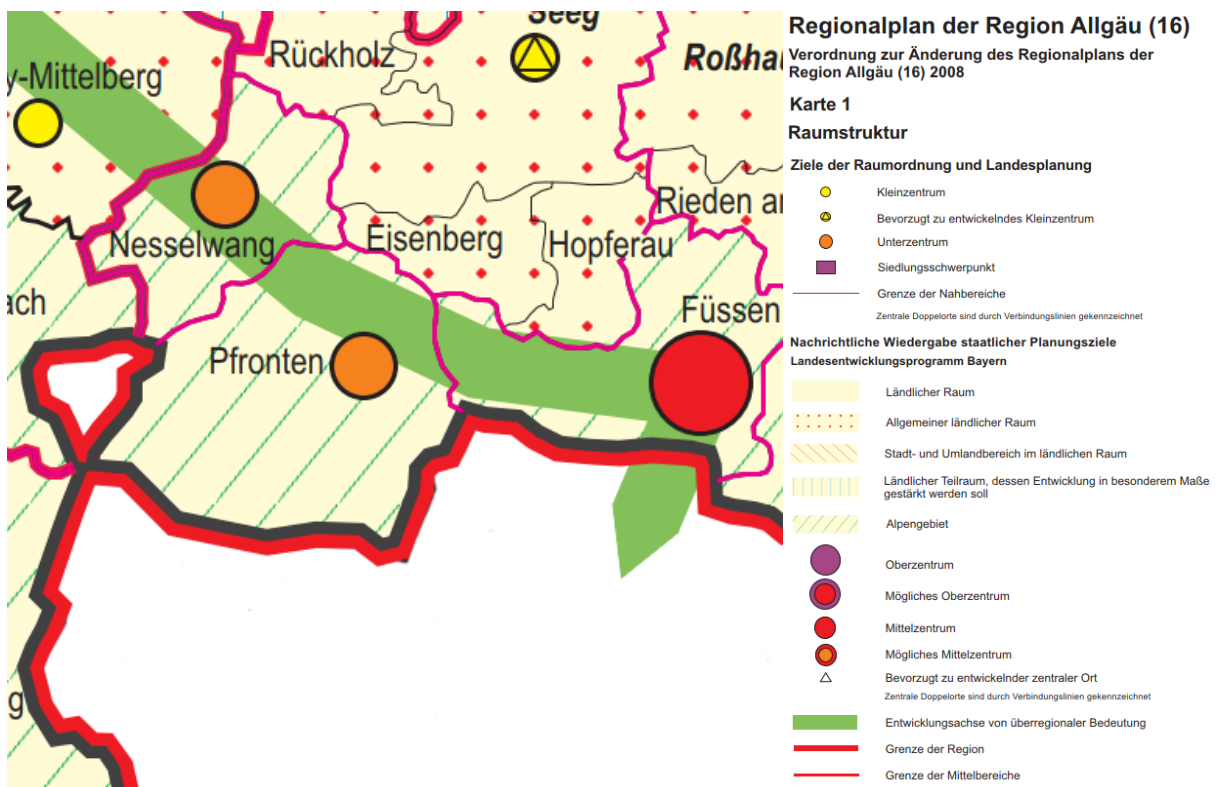 Seeg
Rückholz
Roßhau
y-Mittelberg
Rieden an
Nesselwang
Eisenberg
Hopferau
ach
Füssen
Pfronten
g
Regionalplan der Region Allgäu (16)
Verordnung zur Änderung des Regionalplans der
Region Allgäu (16) 2008
Karte 1
Raumstruktur
Ziele der Raumordnung und Landesplanung
Kleinzentrum
Bevorzugt zu entwickelndes Kleinzentrum
Unterzentrum
Siedlungsschwerpunkt
Grenze der Nahbereiche
Zentrale Doppelorte sind durch Verbindungslinien gekennzeichnet
Nachrichtliche Wiedergabe staatlicher Planungsziele
Landesentwicklungsprogramm Bayern
Ländlicher Raum
Allgemeiner ländlicher Raum
Stadt- und Umlandbereich im ländlichen Raum
Ländlicher Teilraum, dessen Entwicklung in besonderem Maße
gestärkt werden soll
Alpengebiet
Oberzentrum
Mögliches Oberzentrum
Mittelzentrum
Mögliches Mittelzentrum
Bevorzugt zu entwickelnder zentraler Ort
Zentrale Doppelorte sind durch Verbindungslinien gekennzeichnet
Entwicklungsachse von überregionaler Bedeutung
Grenze der Region
Grenze der Mittelbereiche